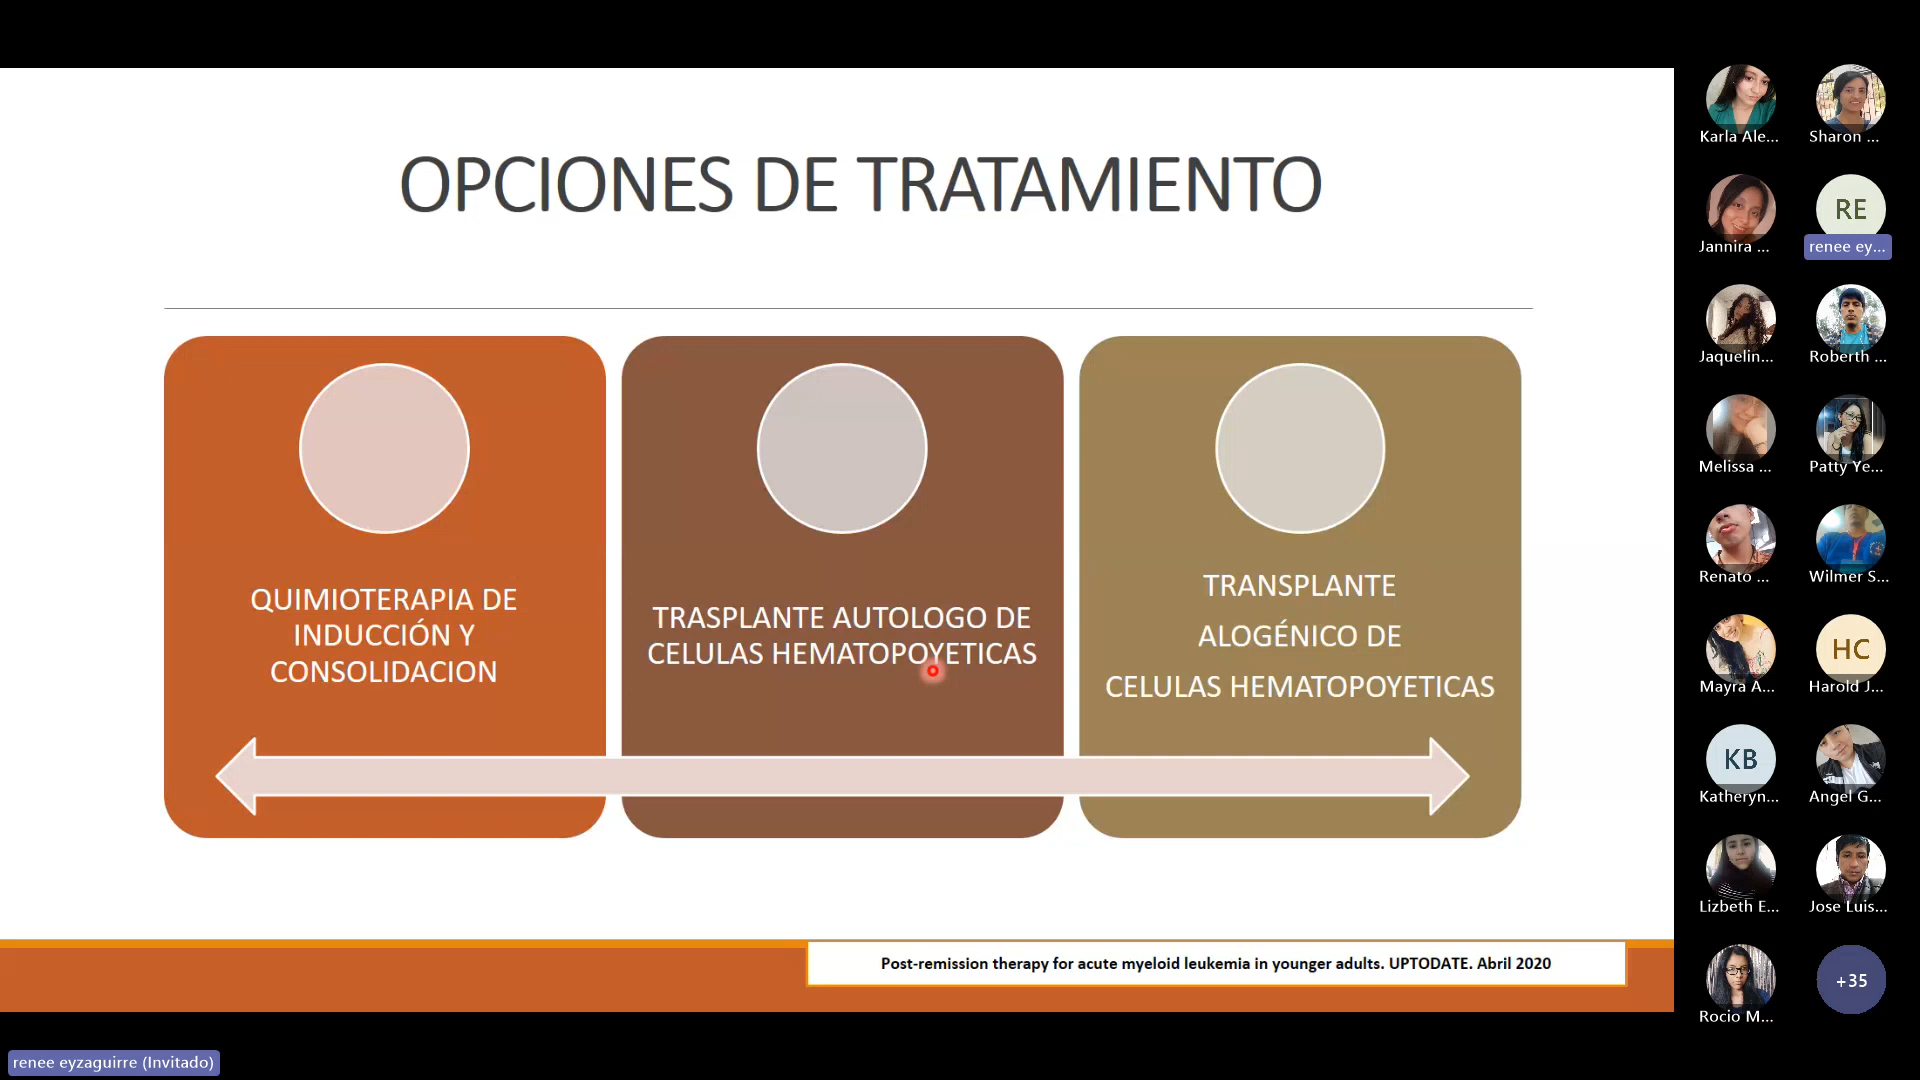 OPCIONES DE TRATAMIENTO
QUIMIOTERAPIA DE
INDUCCIÓN Y
CONSOLIDACION
TRASPLANTE AUTOLOGO DE
CELULAS HEMATOPOYETICAS
TRANSPLANTE
ALOGÉNICO DE
CELULAS HEMATOPOYETICAS
Post-remission therapy for acute myeloid leukemia in younger adults. UPTODATE. Abril 2020
renee eyzaguirre (Invitado)
Karla Ale...
Sharon ...
Jannira ...
RE
renee ey...
Jaquelin...
Roberth ...
Melissa ...
Patty Ye...
Renato ...
Wilmer S...
Mayra A...
HC
Harold J...
KB
Katheryn...
Angel G...
Lizbeth E...
Jose Luis...
Rocio M...
+35